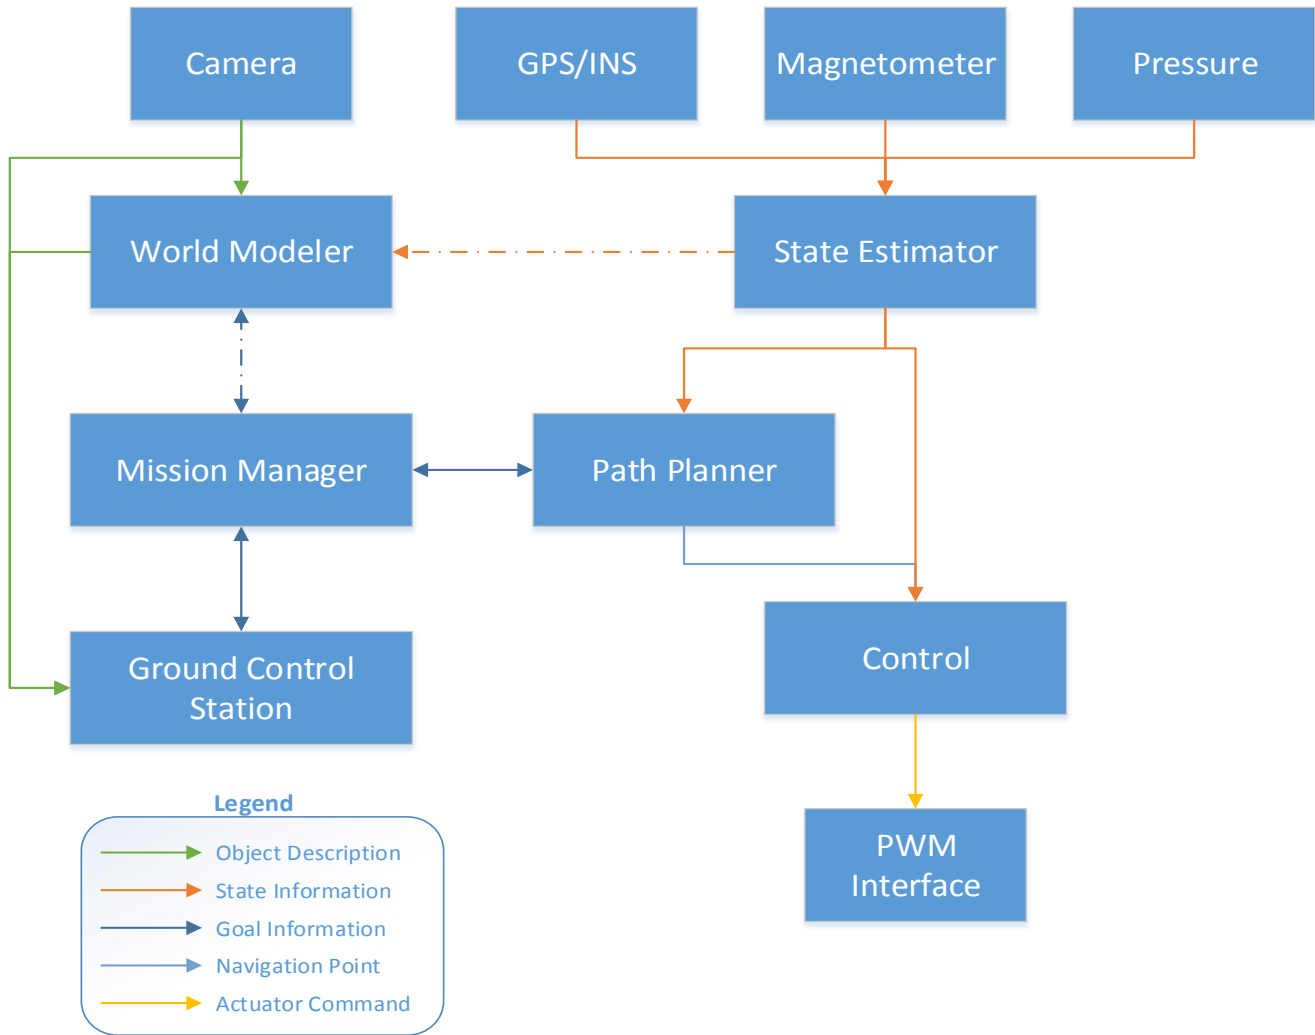 Camera
GPS/INS
Magnetometer
Pressure
World Modeler
State Estimator
Mission Manager
Path Planner
Ground Control
Station
Control
PWM
Interface
Legend
Object Description
State Information
Goal Information
Navigation Point
Actuator Command